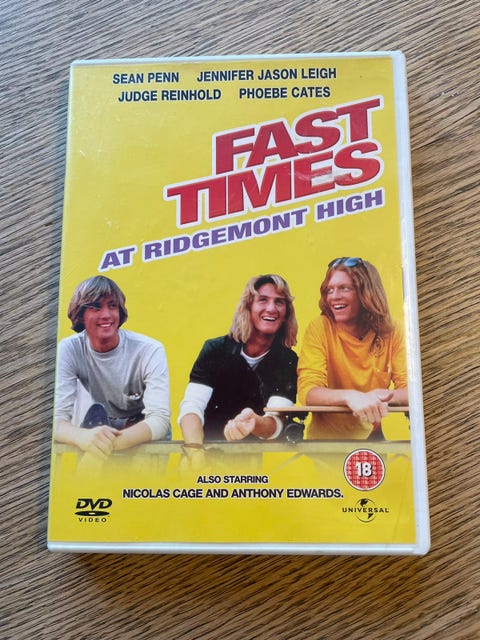 SEAN PENN JENNIFER JASON LEIGH
JUDGE REINHOLD PHOEBE CATES
FAST
TIMES
AT RIDGEMONT HIGH
18
ALSO STARRING
NICOLAS CAGE AND ANTHONY EDWARDS.
DVD
VIDEO
UNIVERSAL